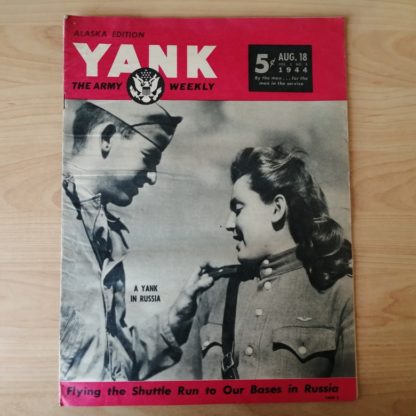 ALASKA EDITION
YANK
THE ARMY WEEKLY
5¢
AUG. 18
1944
By the men . . . for the
men in the service
A YANK
IN RUSSIA
Flying the Shuttle Run to Our Bases in Russia